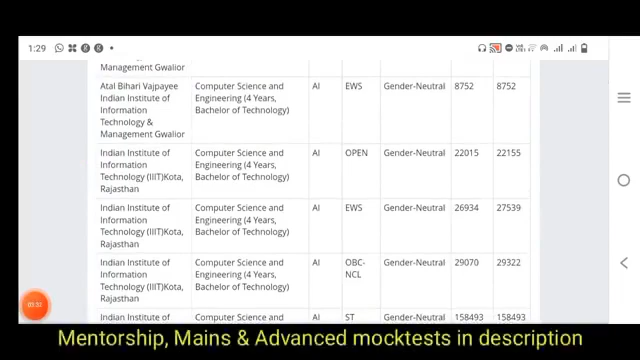 1:29
Management Gwalior
Atal Bihari Vajpayee
Indian Institute of
Information
Technology &
Management Gwalior
Computer Science and
Engineering (4 Years,
Bachelor of Technology)
AI
EWS
Gender-Neutral
8752
8752
Indian Institute of
Information
Technology (IIIT)Kota,
Rajasthan
Computer Science and
Engineering (4 Years,
Bachelor of Technology)
AI
OPEN
Gender-Neutral
22015
22155
Indian Institute of
Information
Technology (IIIT)Kota,
Rajasthan
Computer Science and
Engineering (4 Years,
Bachelor of Technology)
AI
EWS
Gender-Neutral
26934
27539
Indian Institute of
Information
Technology (IIIT)Kota,
Rajasthan
Computer Science and
Engineering (4 Years,
Bachelor of Technology)
AI
OBC-
NCL
Gender-Neutral
29070
29322
Indian Institute of
Computer Science and
AI
ST
Gender-Neutral
158493
158493
Mentorship, Mains & Advanced mocktests in description